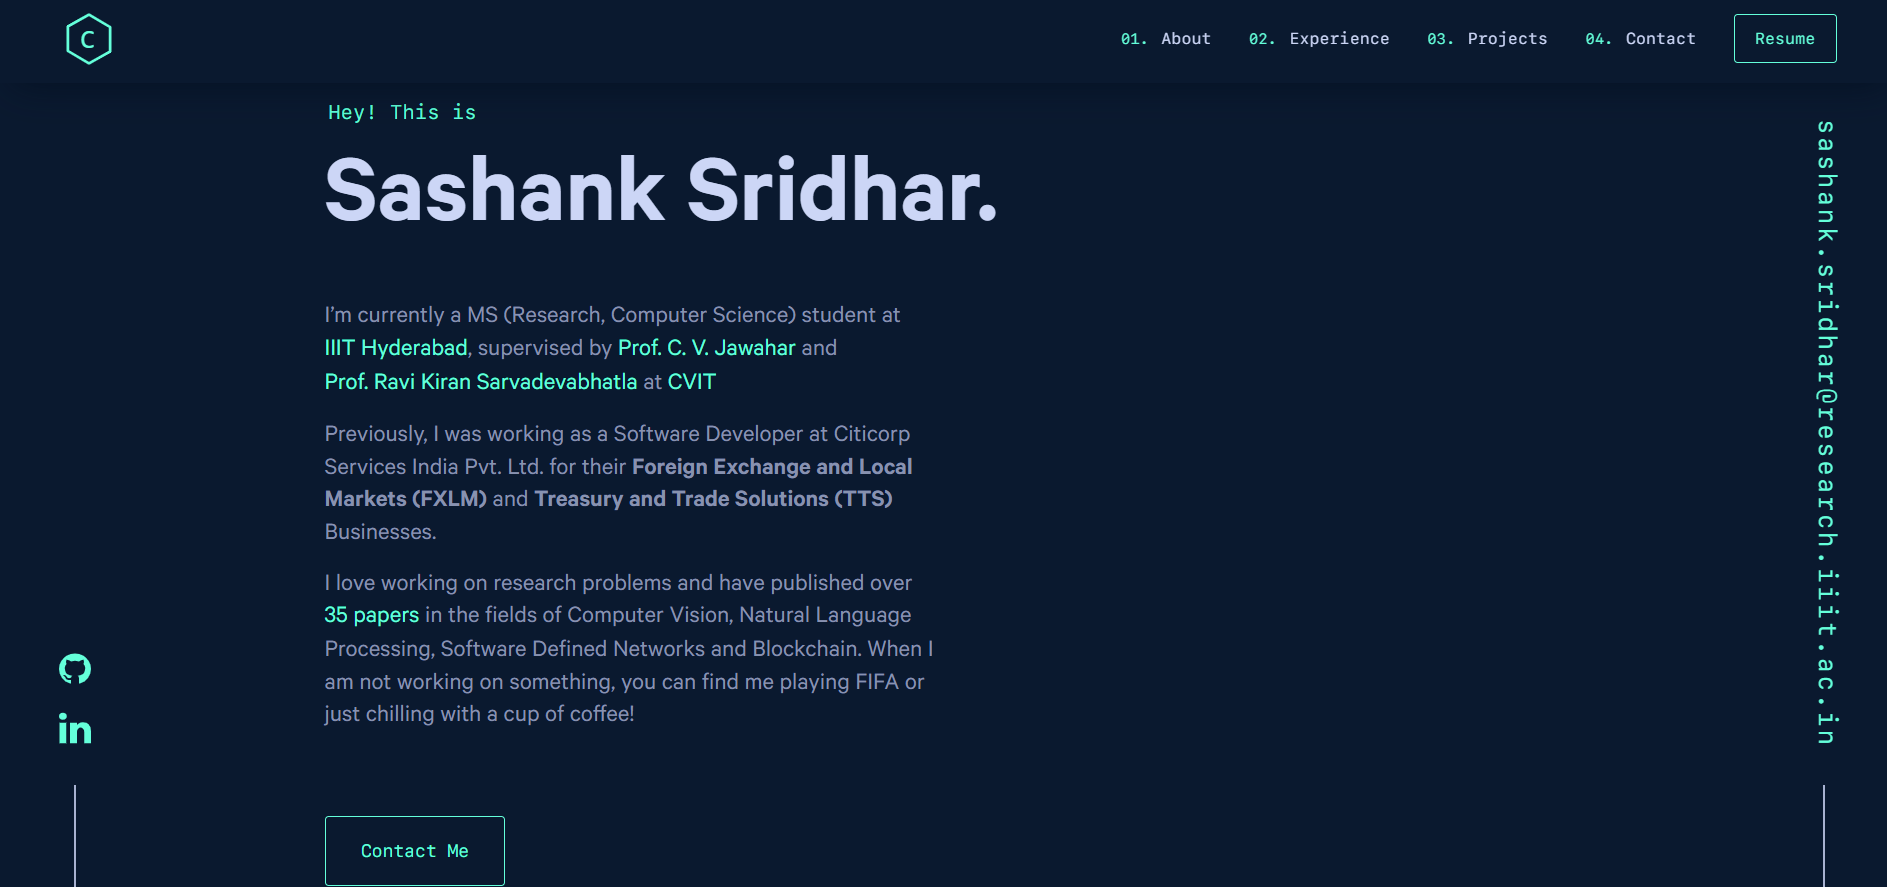 C
01. About 02. Experience 03. Projects 04. Contact Resume
Hey! This is
Sashank Sridhar.
I’m currently a MS (Research, Computer Science) student at
IIIT Hyderabad, supervised by Prof. C. V. Jawahar and
Prof. Ravi Kiran Sarvadevabhatla at CVIT
Previously, I was working as a Software Developer at Citicorp
Services India Pvt. Ltd. for their Foreign Exchange and Local
Markets (FXLM) and Treasury and Trade Solutions (TTS)
Businesses.
I love working on research problems and have published over
35 papers in the fields of Computer Vision, Natural Language
Processing, Software Defined Networks and Blockchain. When I
am not working on something, you can find me playing FIFA or
just chilling with a cup of coffee!
Contact Me
in
sashank.sridhar@research.iiit.ac.in